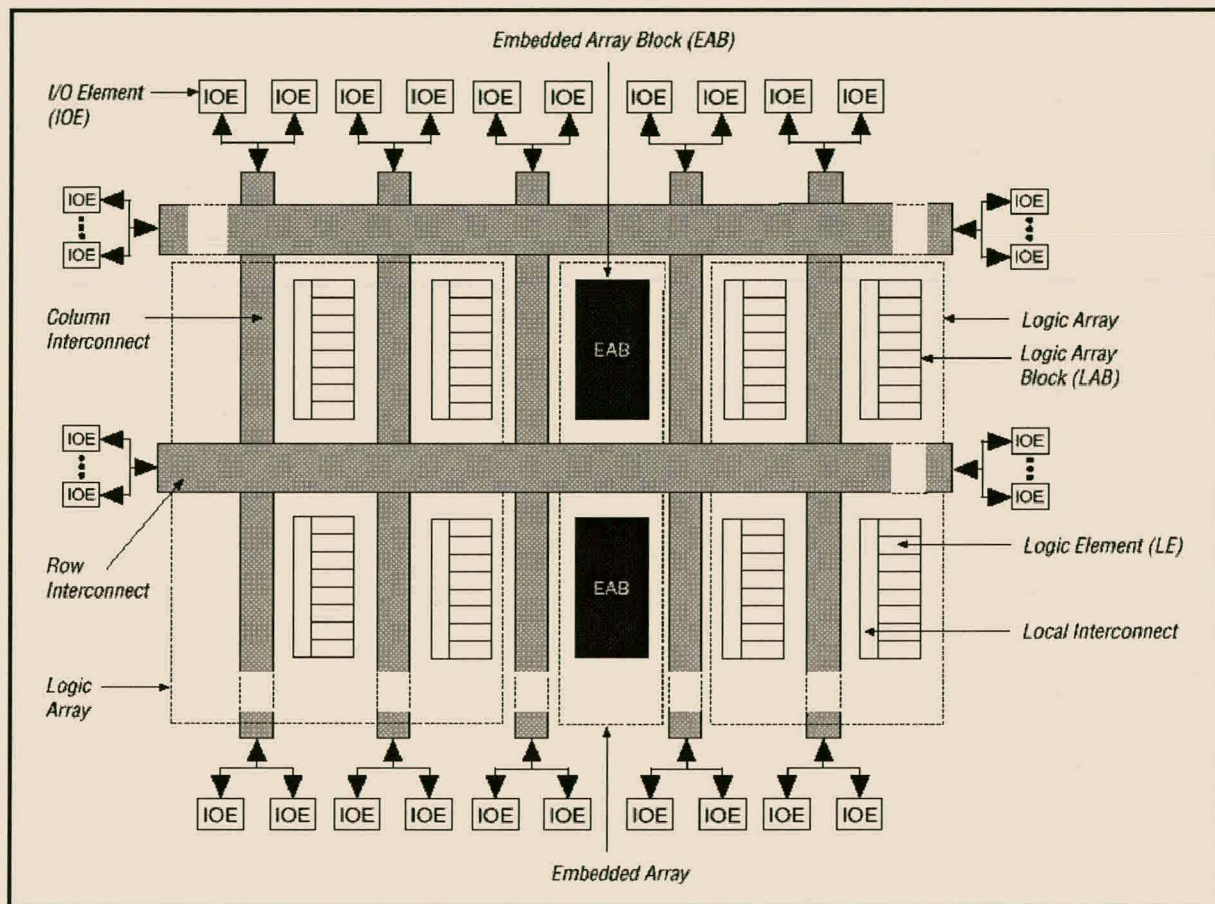 Embedded Array Block (EAB)
I/O Element
(IOE)
IOE IOE IOE IOE IOE IOE IOE IOE IOE IOE
IOE IOE
IOE IOE
Column
Interconnect
EAB
Logic Array
Logic Array
Block (LAB)
IOE IOE
IOE IOE
Row
Interconnect
EAB
Logic Element (LE)
Local Interconnect
Logic
Array
IOE IOE IOE IOE IOE IOE IOE IOE IOE IOE
Embedded Array